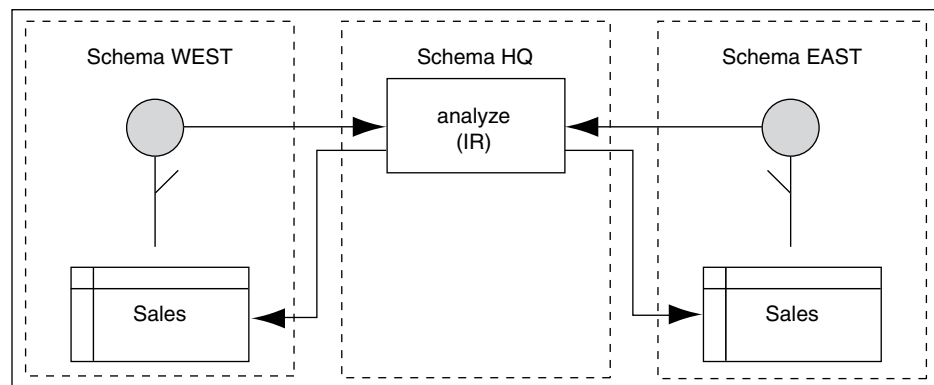 Schema WEST
Schema HQ
Schema EAST
analyze
(IR)
Sales
Sales